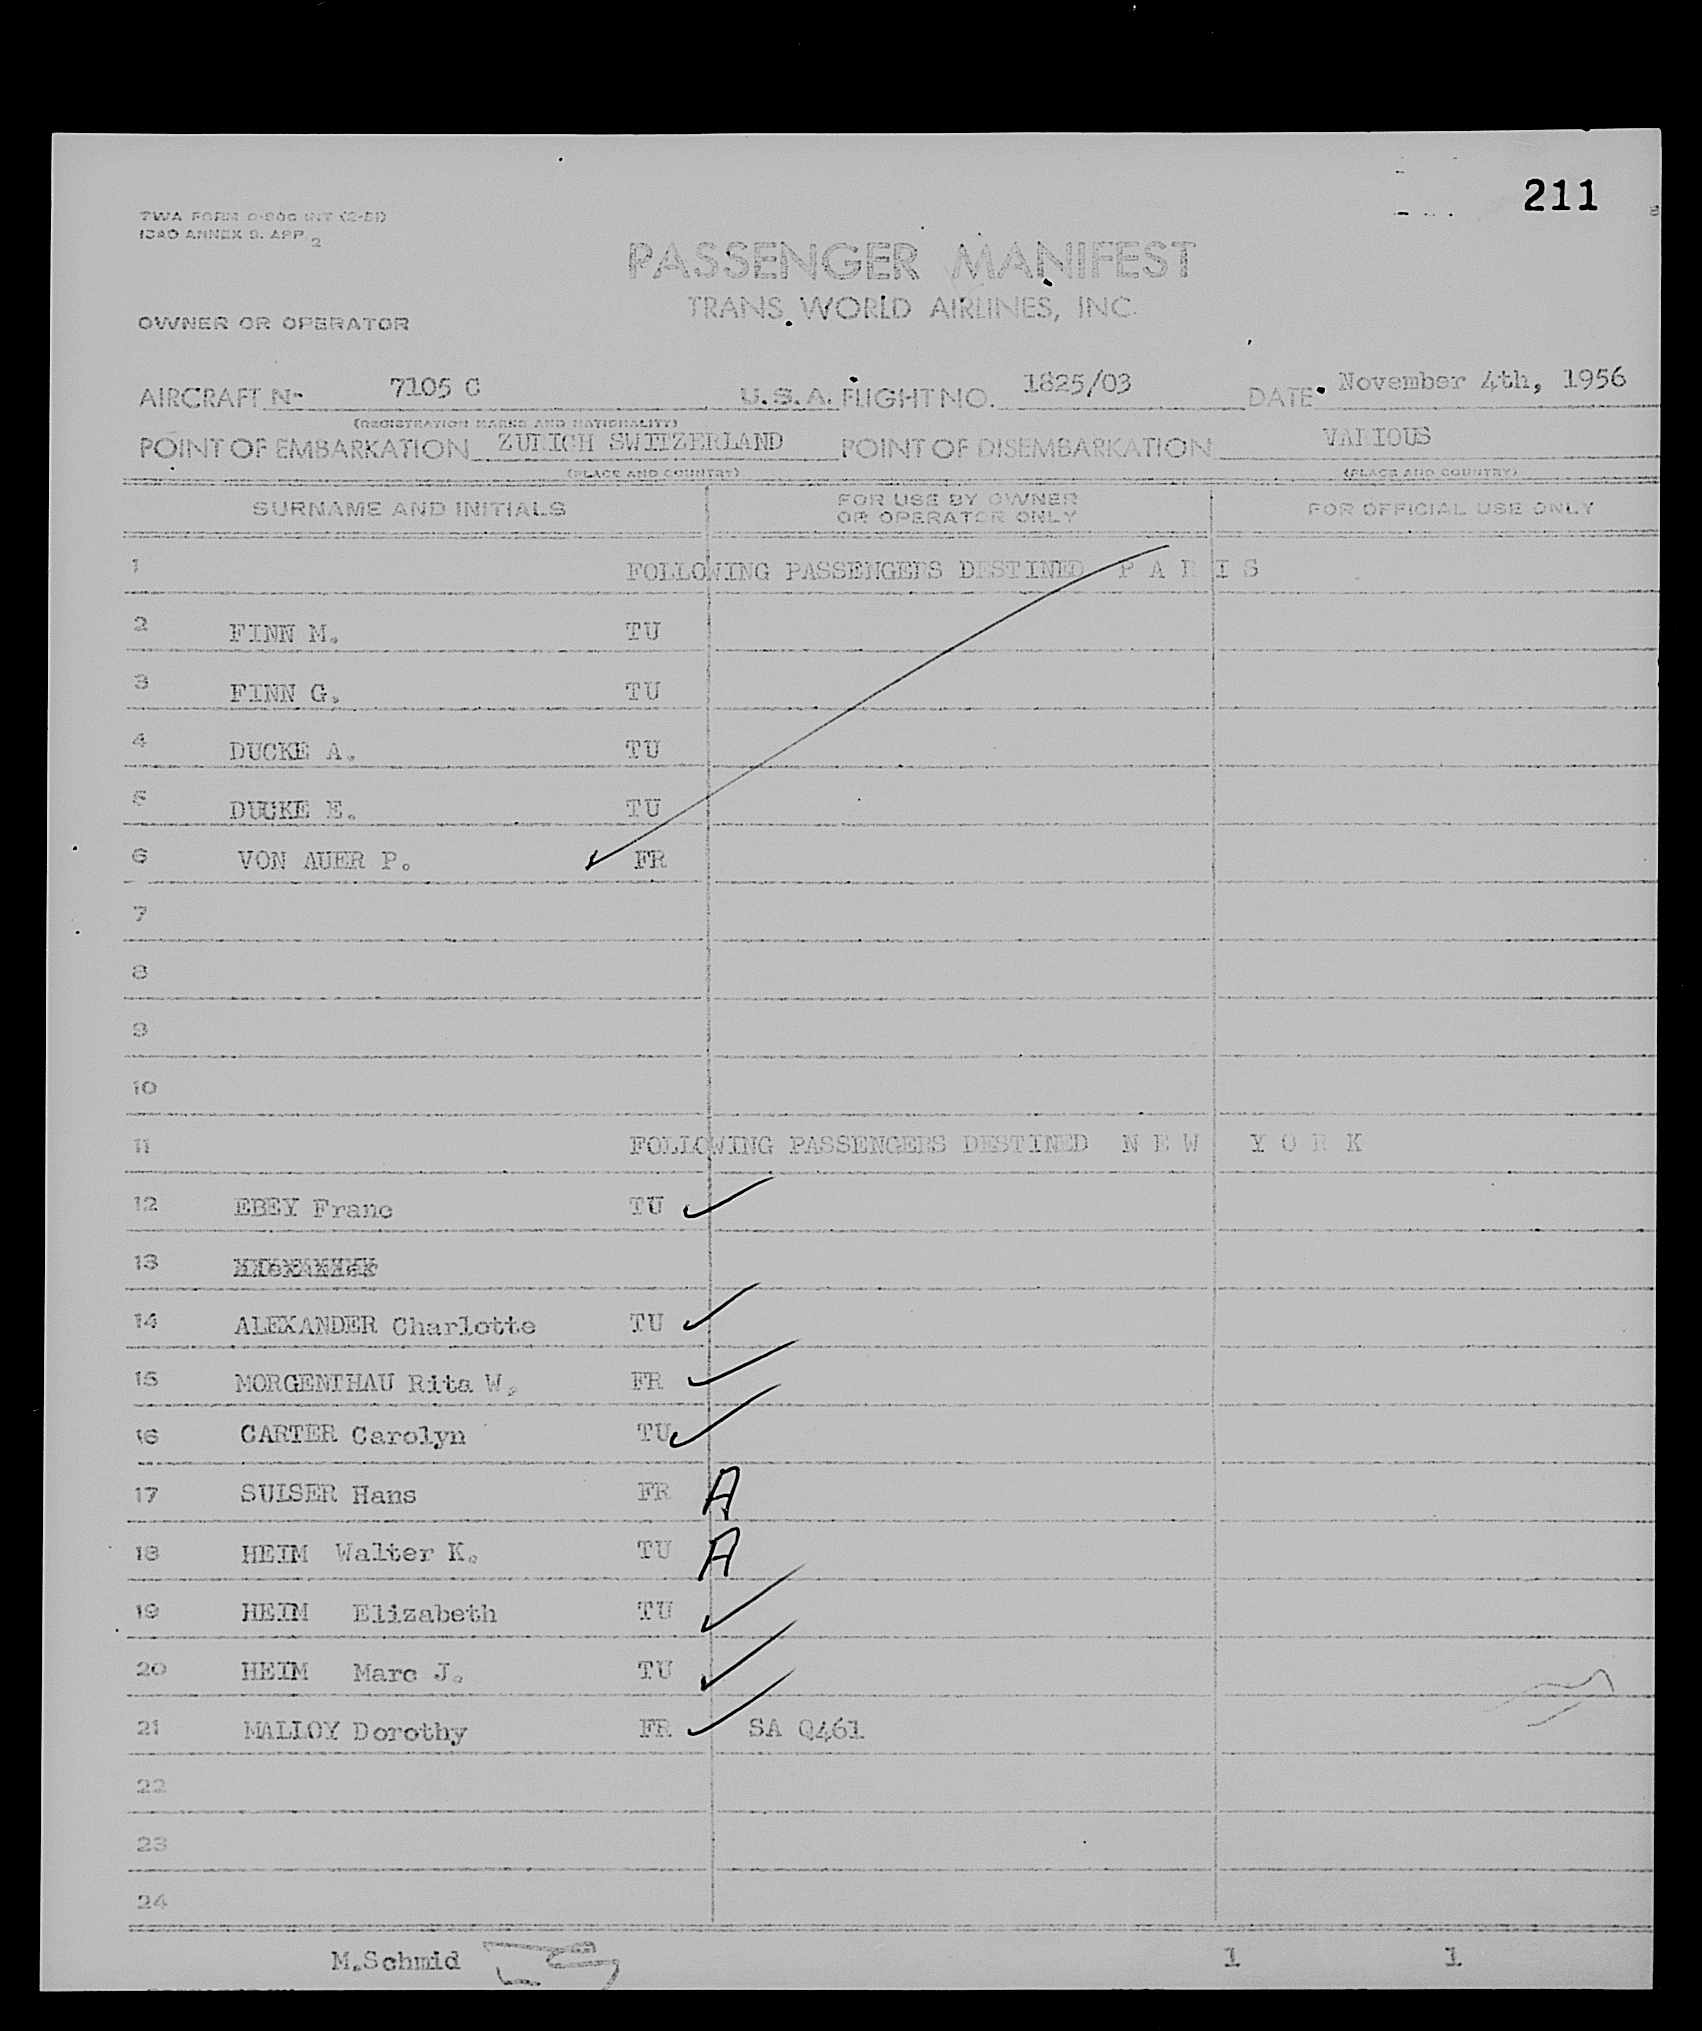 211
TWA FORM
ICAO ANNEX 9. APP. 2
PASSENGER MANIFEST
TRANS WORLD AIRLINES, INC.
OWNER OR OPERATOR
AIRCRAFT No. 7105 C U.S.A. FLIGHT NO. 1825/03 DATE November 4th, 1956
(REGISTRATION MARKS AND NATIONALITY)
POINT OF EMBARKATION ZURICH SWITZERLAND POINT OF DISEMBARKATION VARIOUS
(PLACE AND COUNTRY) (PLACE AND COUNTRY)
SURNAME AND INITIALS FOR USE BY OWNER OR OPERATOR ONLY FOR OFFICIAL USE ONLY
1 FOLLOWING PASSENGERS DESTINED P A R I S
2 FINN M. TU
3 FINN G. TU
4 DUCKE A. TU
5 DUCKE E. TU
6 VON AUER P. FR
7
8
9
10
11 FOLLOWING PASSENGERS DESTINED N E W Y O R K
12 EBEY Franc TU
13
14 ALEXANDER Charlotte TU
15 MORGENTHAU Rita W. FR
16 CARTER Carolyn TU
17 SULSER Hans FR A
18 HEIM Walter K. TU A
19 HEIM Elizabeth TU
20 HEIM Marc J. TU
21 MALLOY Dorothy FR SA Q461
22
23
24
M.Schmid 1 1